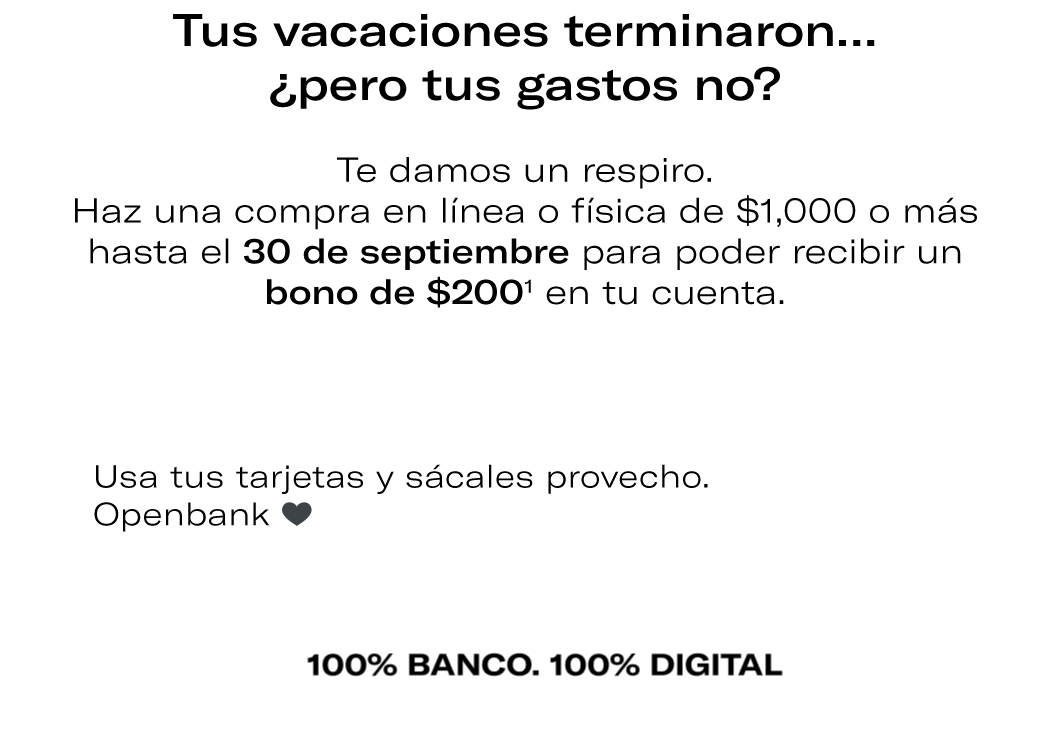 Tus vacaciones terminaron...
¿pero tus gastos no?
Te damos un respiro.
Haz una compra en línea o física de $1,000 o más
hasta el 30 de septiembre para poder recibir un
bono de $200¹ en tu cuenta.
Usa tus tarjetas y sácales provecho.
Openbank 🖤
100% BANCO. 100% DIGITAL